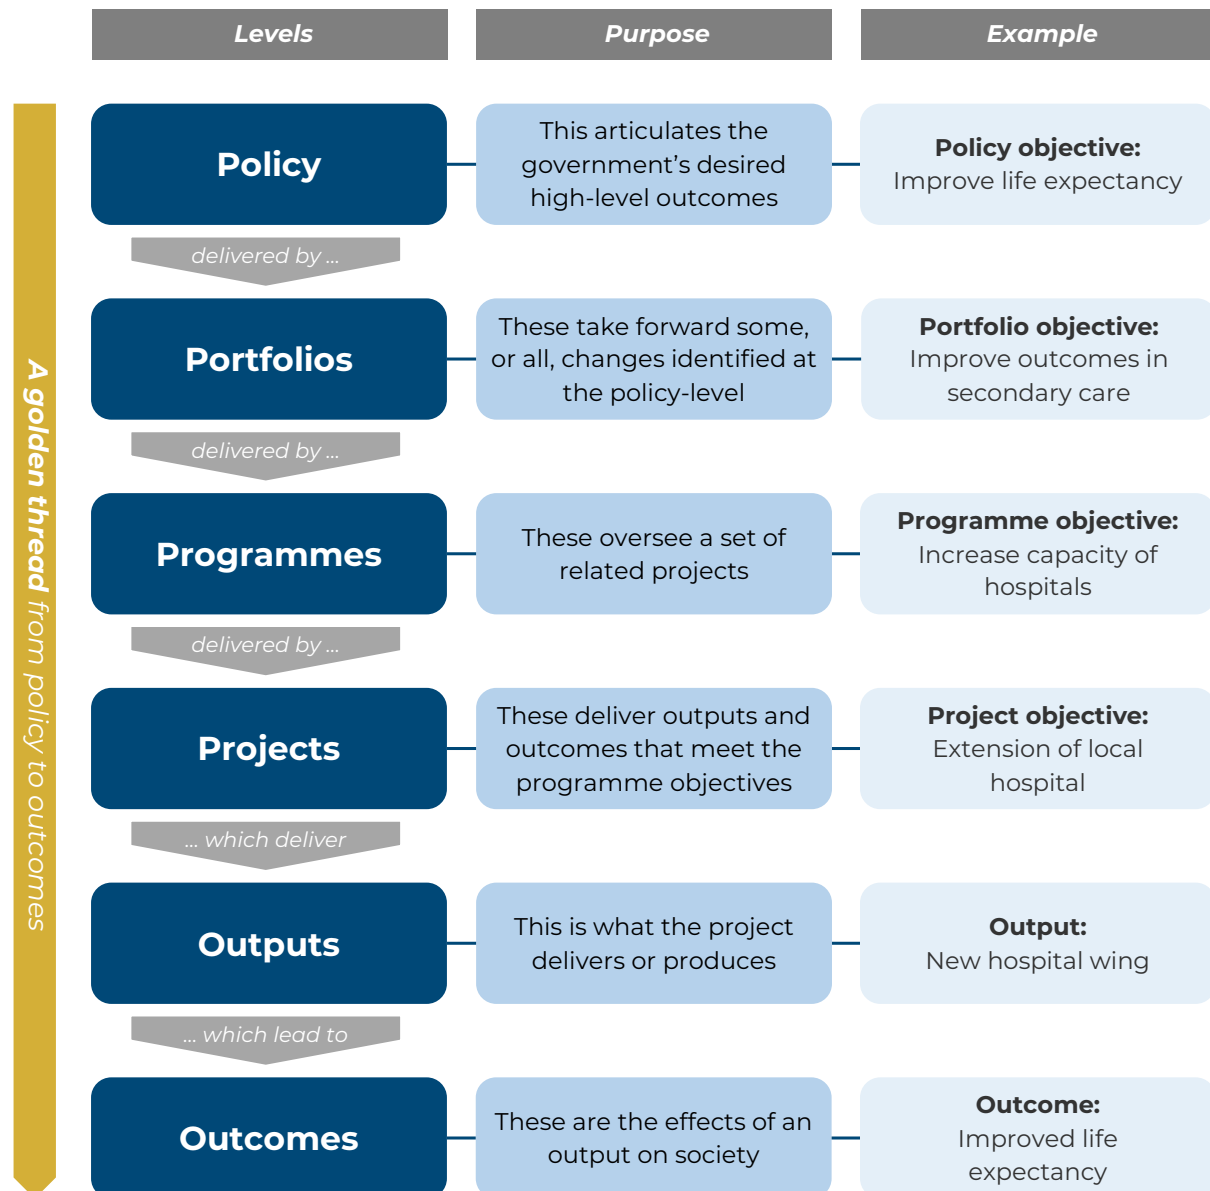 Levels
Purpose
Example
A golden thread from policy to outcomes
Policy
This articulates the
government’s desired
high-level outcomes
Policy objective:
Improve life expectancy
delivered by ...
Portfolios
These take forward some,
or all, changes identified at
the policy-level
Portfolio objective:
Improve outcomes in
secondary care
delivered by ...
Programmes
These oversee a set of
related projects
Programme objective:
Increase capacity of
hospitals
delivered by ...
Projects
These deliver outputs and
outcomes that meet the
programme objectives
Project objective:
Extension of local
hospital
... which deliver
Outputs
This is what the project
delivers or produces
Output:
New hospital wing
... which lead to
Outcomes
These are the effects of an
output on society
Outcome:
Improved life
expectancy